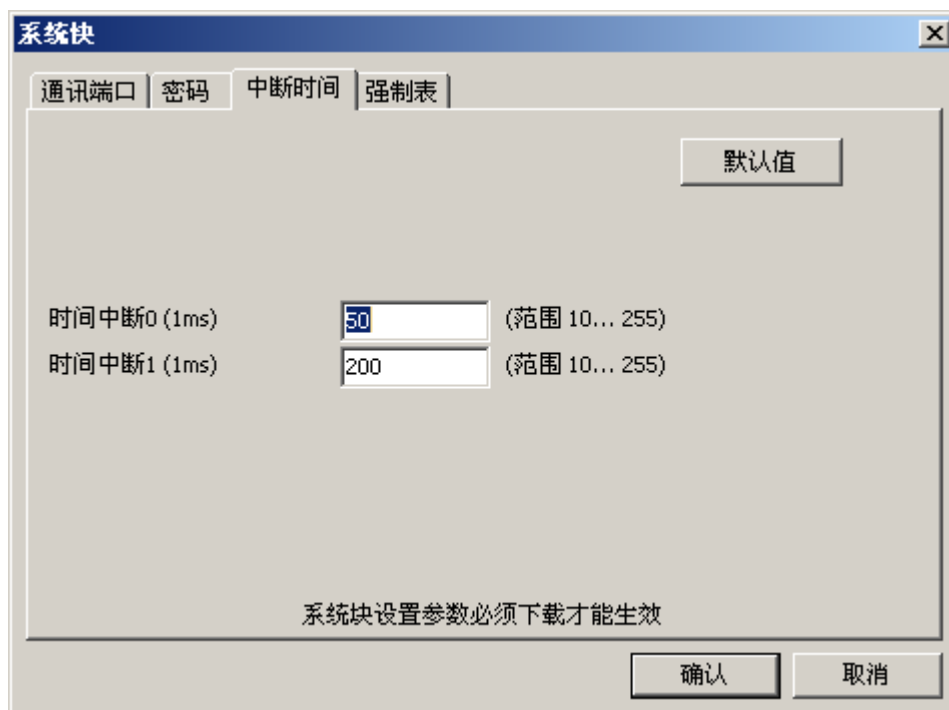 系统块
通讯端口 密码 中断时间 强制表
默认值
时间中断0 (1ms) 50 (范围 10... 255)
时间中断1 (1ms) 200 (范围 10... 255)
系统块设置参数必须下载才能生效
确认 取消